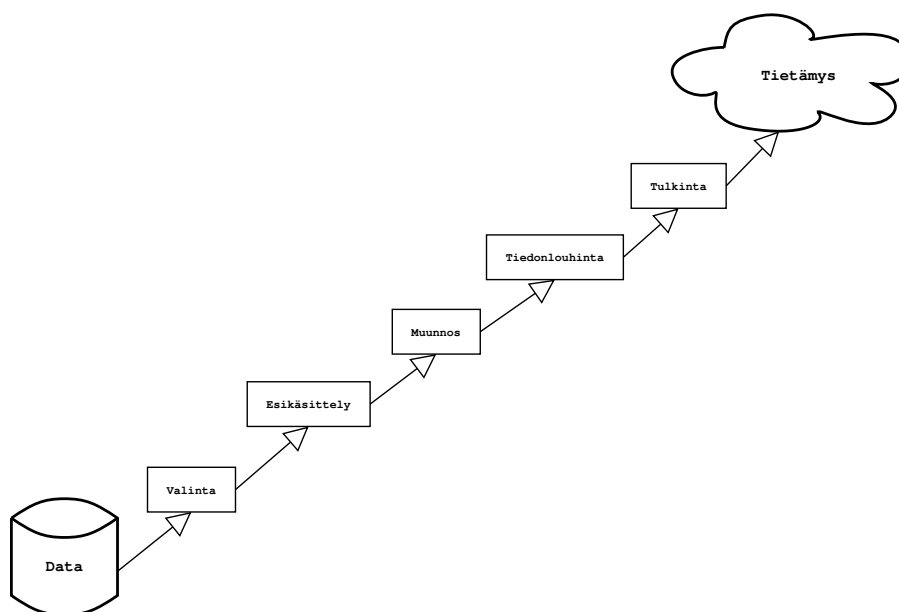 Tietämys
Tulkinta
Tiedonlouhinta
Muunnos
Esikäsittely
Valinta
Data